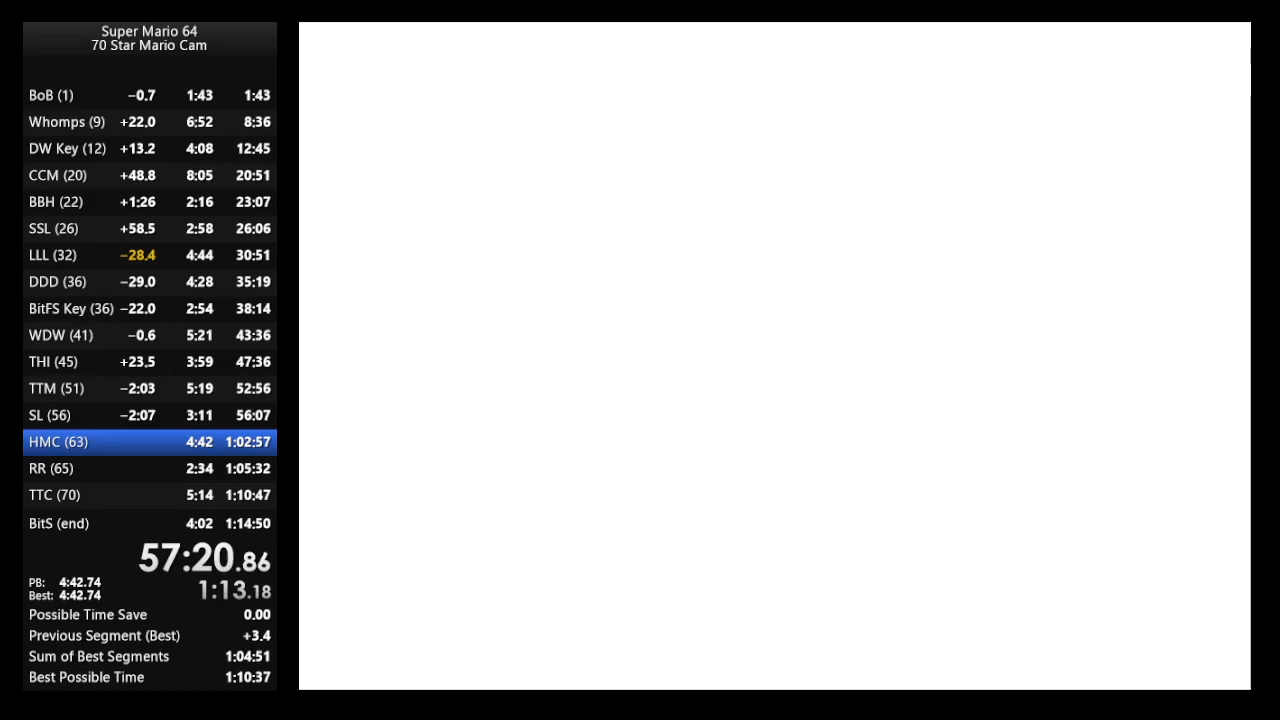 Super Mario 64
70 Star Mario Cam
BoB (1) −0.7 1:43 1:43
Whomps (9) +22.0 6:52 8:36
DW Key (12) +13.2 4:08 12:45
CCM (20) +48.8 8:05 20:51
BBH (22) +1:26 2:16 23:07
SSL (26) +58.5 2:58 26:06
LLL (32) −28.4 4:44 30:51
DDD (36) −29.0 4:28 35:19
BitFS Key (36) −22.0 2:54 38:14
WDW (41) −0.6 5:21 43:36
THI (45) +23.5 3:59 47:36
TTM (51) −2:03 5:19 52:56
SL (56) −2:07 3:11 56:07
HMC (63) 4:42 1:02:57
RR (65) 2:34 1:05:32
TTC (70) 5:14 1:10:47
BitS (end) 4:02 1:14:50
57:20.86
PB: 4:42.74
Best: 4:42.74
1:13.18
Possible Time Save 0.00
Previous Segment (Best) +3.4
Sum of Best Segments 1:04:51
Best Possible Time 1:10:37